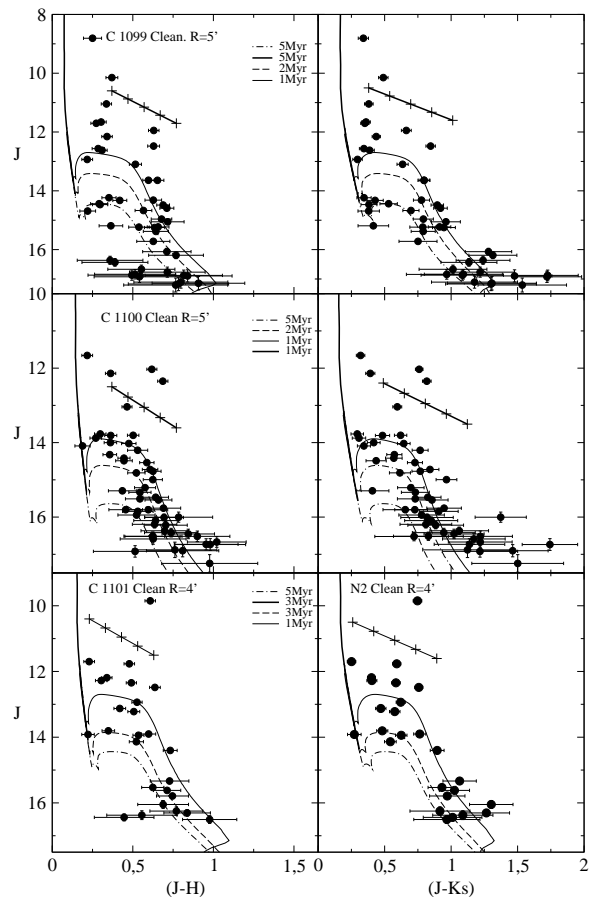 8
C 1099 Clean. R=5'
5Myr
5Myr
2Myr
1Myr
10
12
J
14
16
10
C 1100 Clean R=5'
5Myr
2Myr
1Myr
1Myr
12
J
14
16
C 1101 Clean R=4'
5Myr
3Myr
3Myr
1Myr
N2 Clean R=4'
10
12
J
14
16
0
0,5
1
1,5
0
0,5
1
1,5
2
(J-H)
(J-Ks)